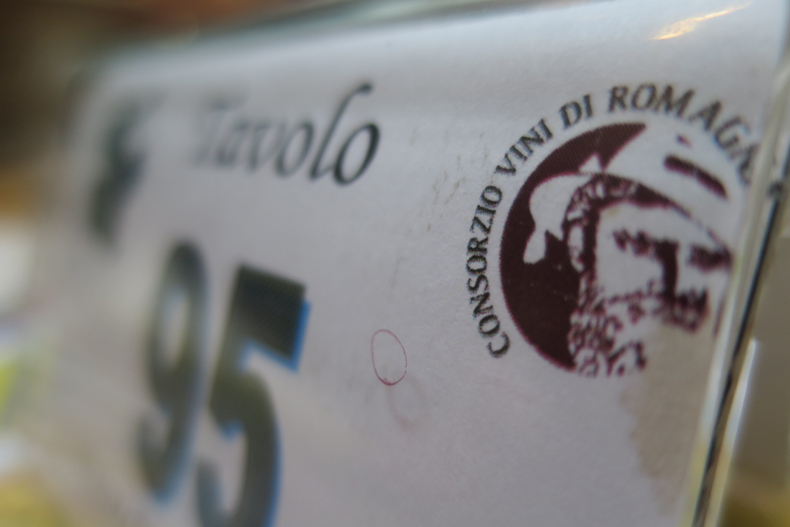 Tavolo
95
CONSORZIO VINI DI ROMAGNA